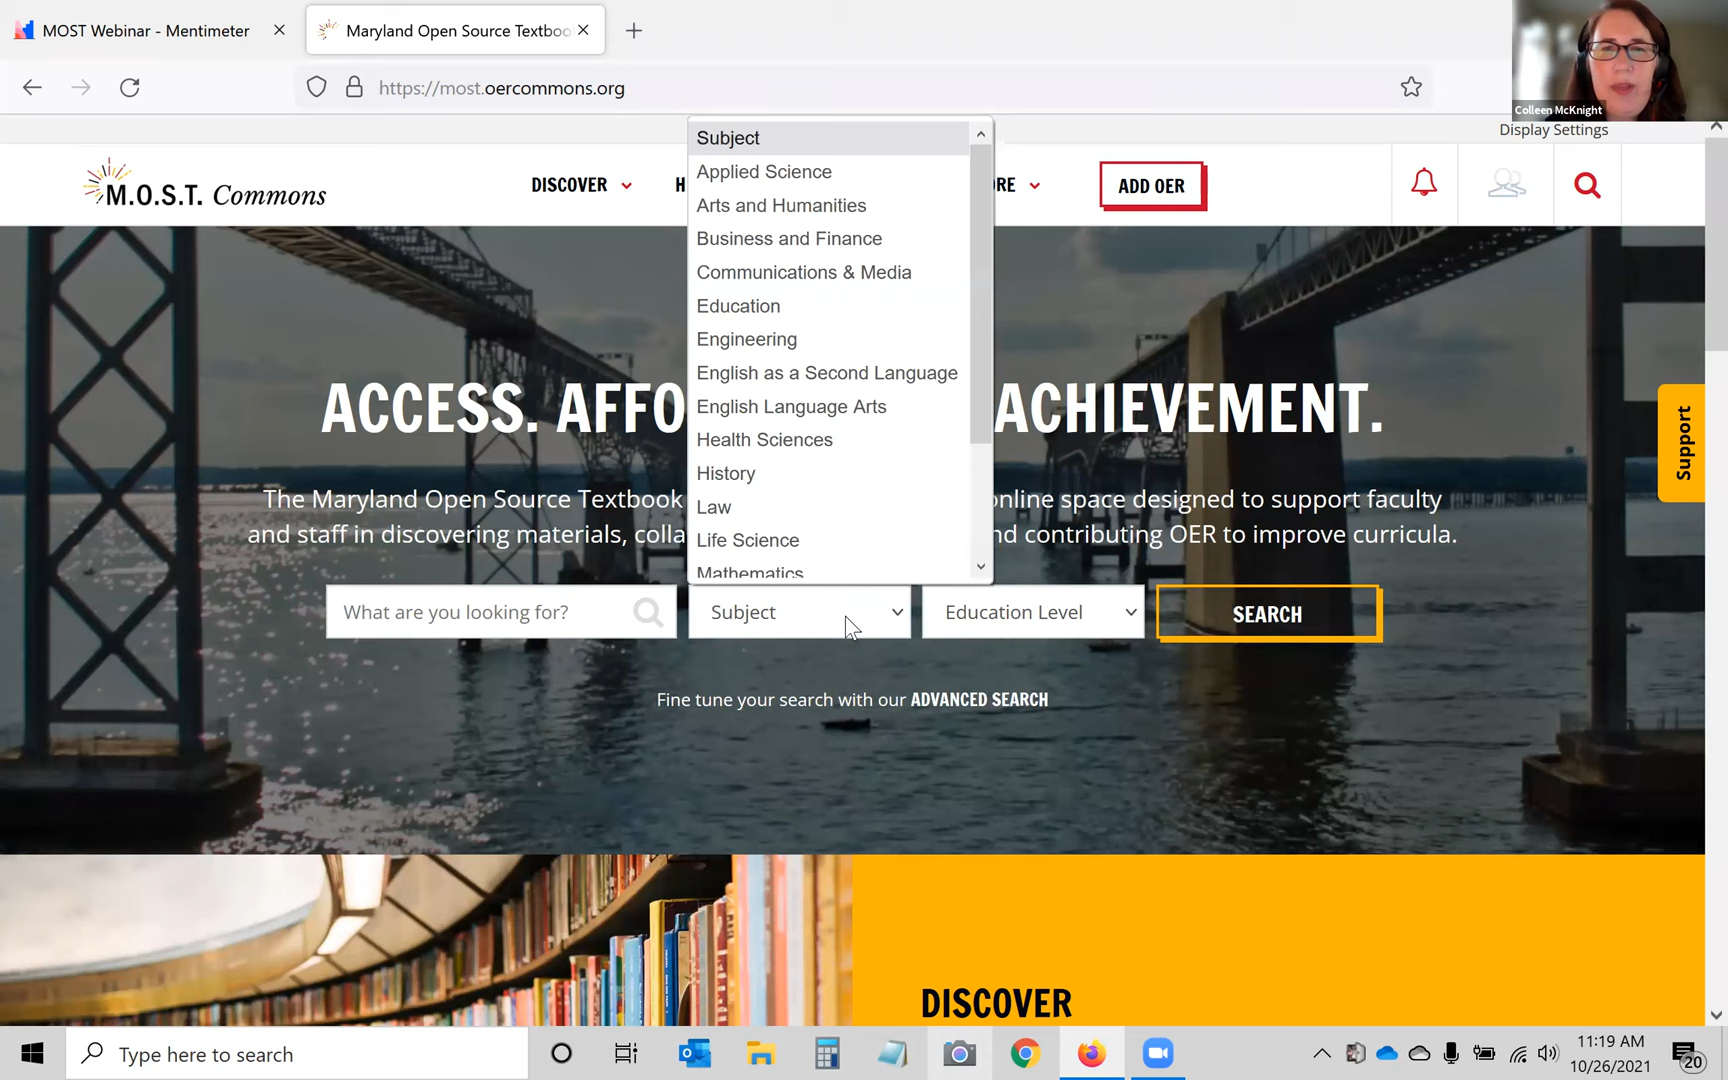 MOST Webinar - Mentimeter
Maryland Open Source Textboo
https://most.oercommons.org
Colleen McKnight
Display Settings
M.O.S.T. Commons
DISCOVER
H
RE
ADD OER
Subject
Applied Science
Arts and Humanities
Business and Finance
Communications & Media
Education
Engineering
English as a Second Language
English Language Arts
Health Sciences
History
Law
Life Science
Mathematics
ACCESS. AFFO ACHIEVEMENT.
The Maryland Open Source Textbook nline space designed to support faculty
and staff in discovering materials, colla nd contributing OER to improve curricula.
What are you looking for?
Subject
Education Level
SEARCH
Fine tune your search with our ADVANCED SEARCH
Support
DISCOVER
Type here to search
11:19 AM
10/26/2021
20